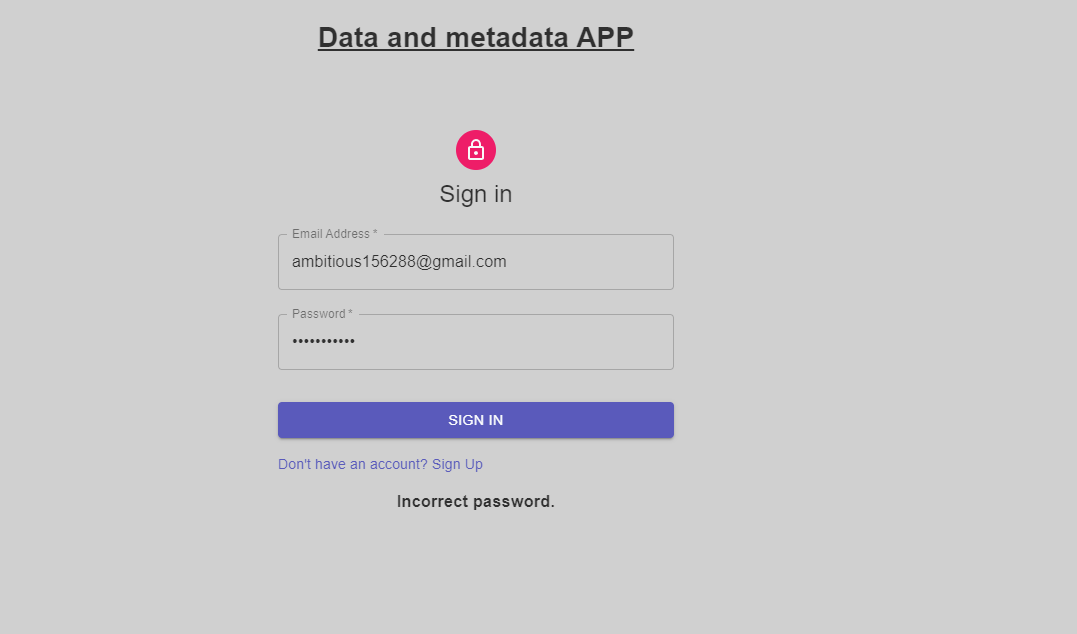 Data and metadata APP
Sign in
Email Address *
ambitious156288@gmail.com
Password *
•••••••••••
SIGN IN
Don't have an account? Sign Up
Incorrect password.